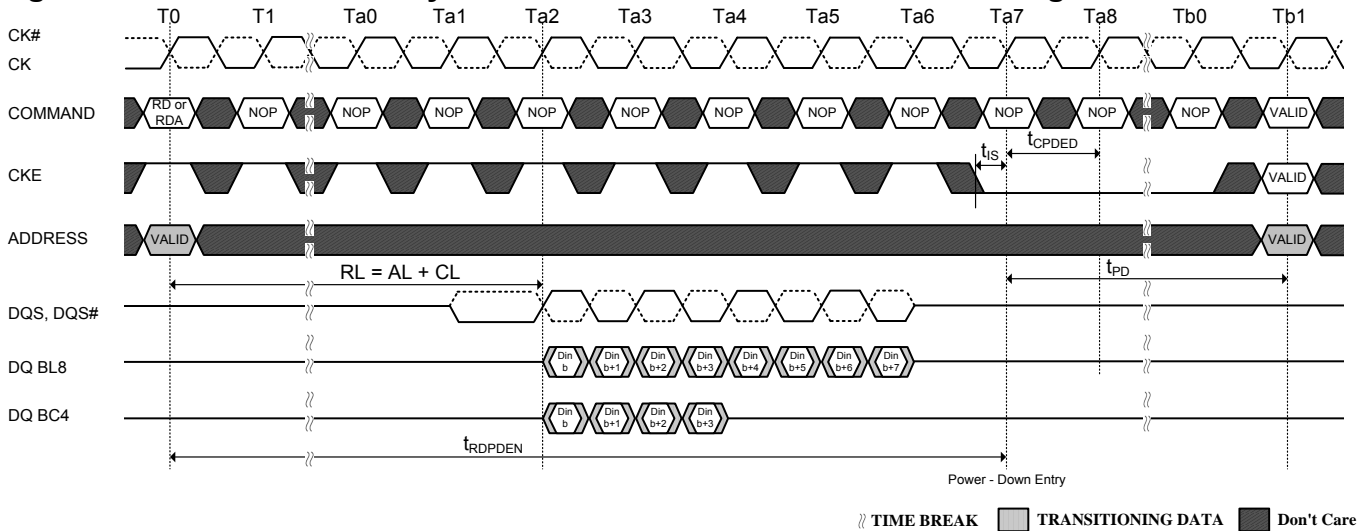 T0 T1 Ta0 Ta1 Ta2 Ta3 Ta4 Ta5 Ta6 Ta7 Ta8 Tb0 Tb1
CK#
CK
COMMAND
RD or
RDA
NOP NOP NOP NOP NOP NOP NOP NOP NOP NOP NOP VALID
tIS
tCPDED
CKE
VALID
ADDRESS
VALID
VALID
RL = AL + CL
tPD
DQS, DQS#
DQ BL8
Din
b
Din
b+1
Din
b+2
Din
b+3
Din
b+4
Din
b+5
Din
b+6
Din
b+7
DQ BC4
Din
b
Din
b+1
Din
b+2
Din
b+3
tRDPDEN
Power - Down Entry
TIME BREAK
TRANSITIONING DATA
Don't Care